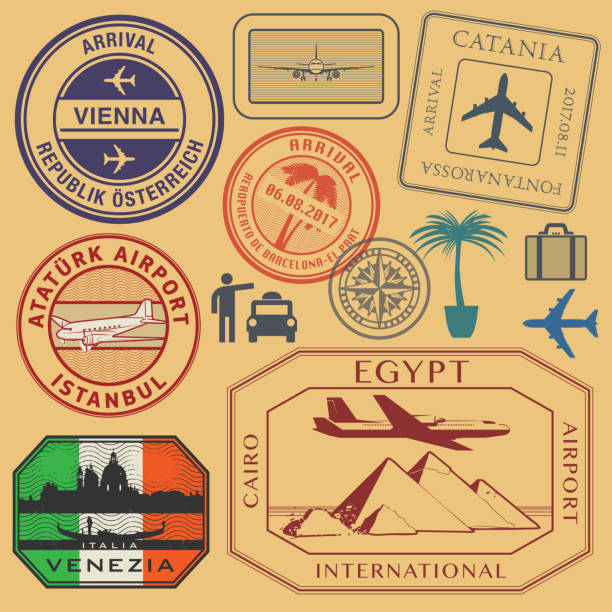 ARRIVAL
VIENNA
REPUBLIK ÖSTERREICH
CATANIA
ARRIVAL
2017.08.11
FONTANAROSSA
ARRIVAL
06.08.2017
AEROPUERTO DE BARCELONA-EL PRAT
ATATÜRK AIRPORT
ISTANBUL
EGYPT
CAIRO
AIRPORT
INTERNATIONAL
ITALIA
VENEZIA